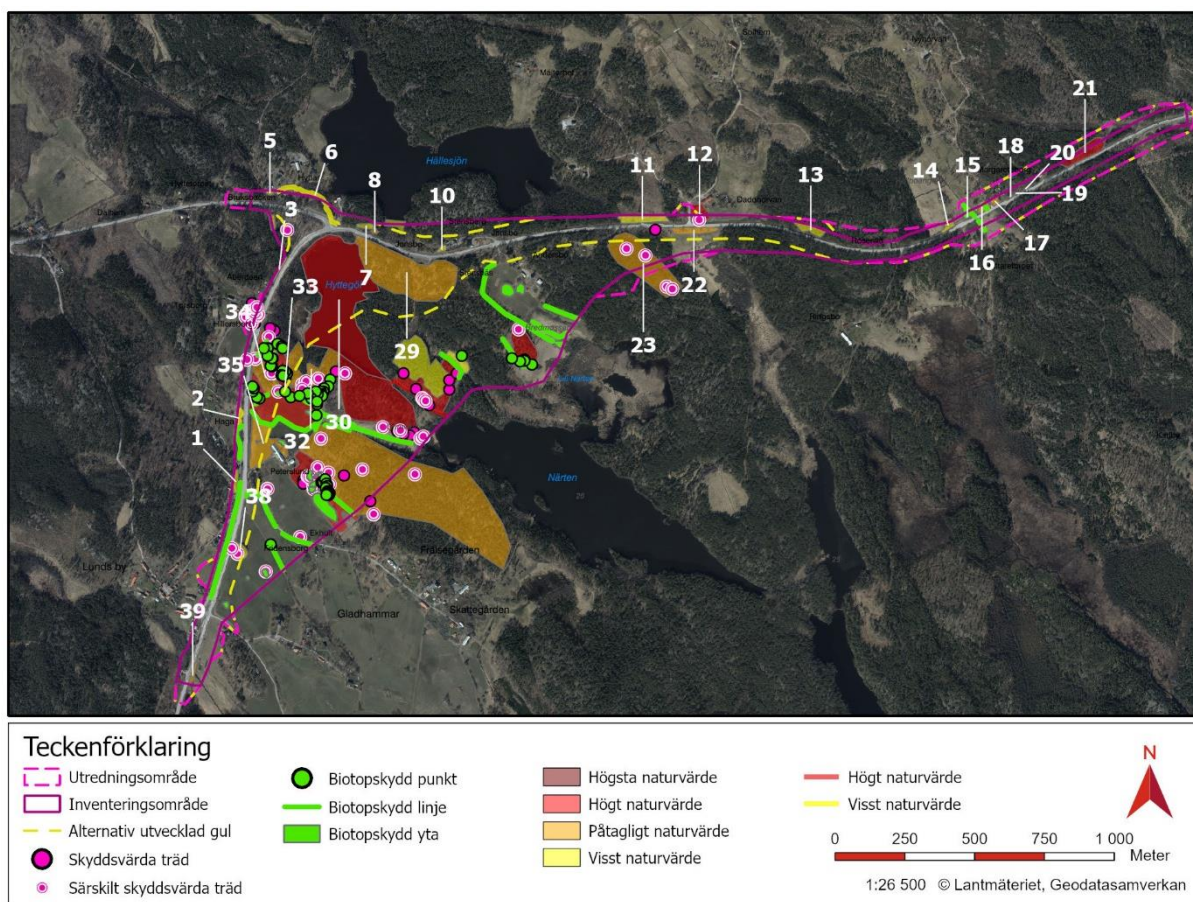 Hällesjön
5
6
8
11
12
13
14
15
18
21
20
19
17
16
3
10
7
33
Hyttegöl
34
22
23
35
29
2
Haga
30
32
1
38
Närten
26
Lunds by
Frälsegården
39
Gladhammar
Skattegården
Teckenförklaring
Utredningsområde
Inventeringsområde
Alternativ utvecklad gul
Skyddsvärda träd
Särskilt skyddsvärda träd
Biotopskydd punkt
Biotopskydd linje
Biotopskydd yta
Högsta naturvärde
Högt naturvärde
Påtagligt naturvärde
Visst naturvärde
Högt naturvärde
Visst naturvärde
N
0 250 500 750 1 000
Meter
1:26 500 © Lantmäteriet, Geodatasamverkan